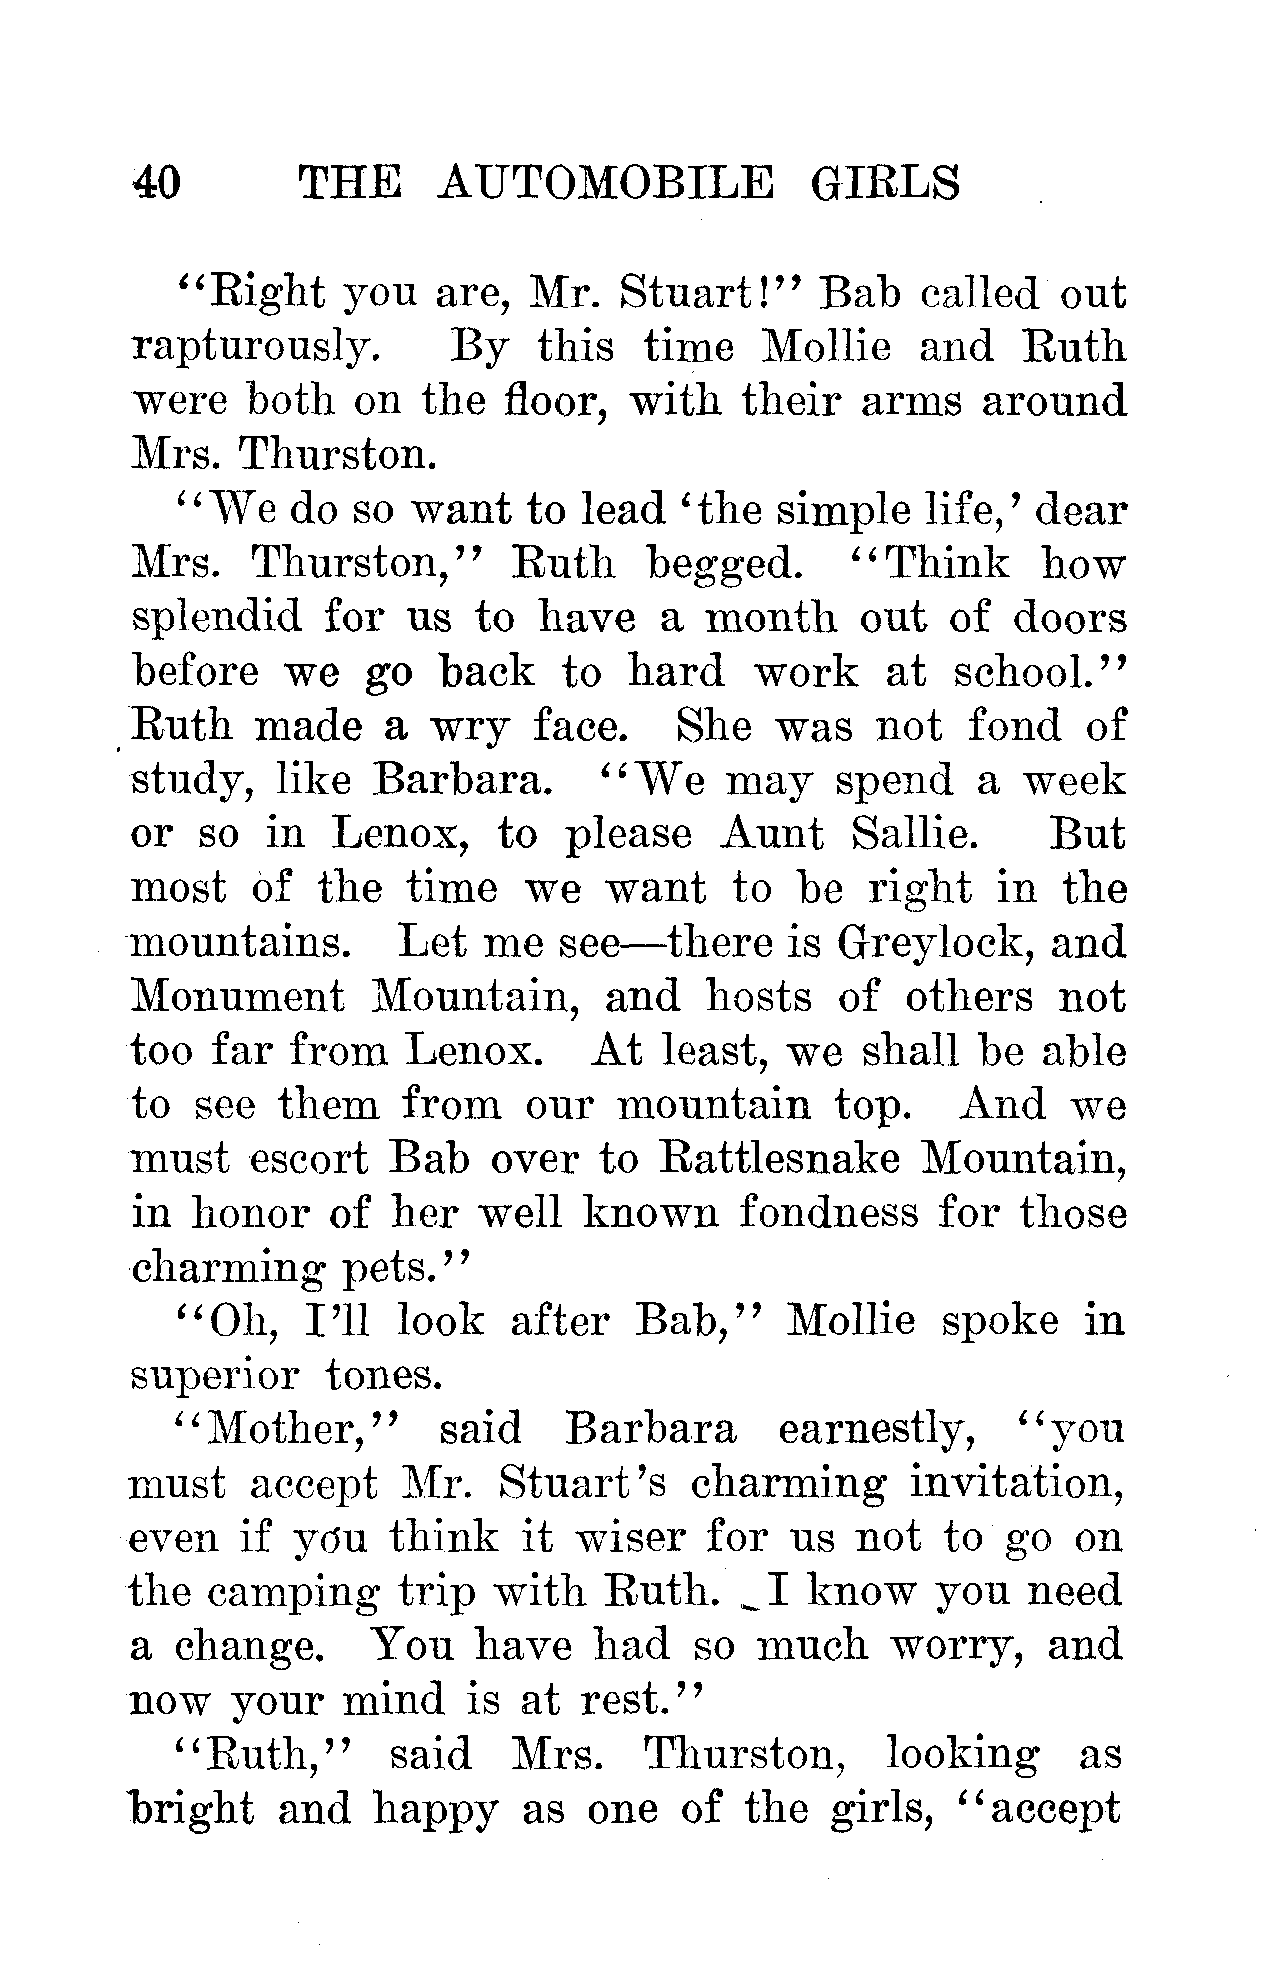 40 THE AUTOMOBILE GIRLS
“Right you are, Mr. Stuart!” Bab called out
rapturously. By this time Mollie and Ruth
were both on the floor, with their arms around
Mrs. Thurston.
“We do so want to lead ‘the simple life,’ dear
Mrs. Thurston,” Ruth begged. “Think how
splendid for us to have a month out of doors
before we go back to hard work at school.”
Ruth made a wry face. She was not fond of
study, like Barbara. “We may spend a week
or so in Lenox, to please Aunt Sallie. But
most of the time we want to be right in the
mountains. Let me see—there is Greylock, and
Monument Mountain, and hosts of others not
too far from Lenox. At least, we shall be able
to see them from our mountain top. And we
must escort Bab over to Rattlesnake Mountain,
in honor of her well known fondness for those
charming pets.”
“Oh, I’ll look after Bab,” Mollie spoke in
superior tones.
“Mother,” said Barbara earnestly, “you
must accept Mr. Stuart’s charming invitation,
even if you think it wiser for us not to go on
the camping trip with Ruth. I know you need
a change. You have had so much worry, and
now your mind is at rest.”
“Ruth,” said Mrs. Thurston, looking as
bright and happy as one of the girls, “accept